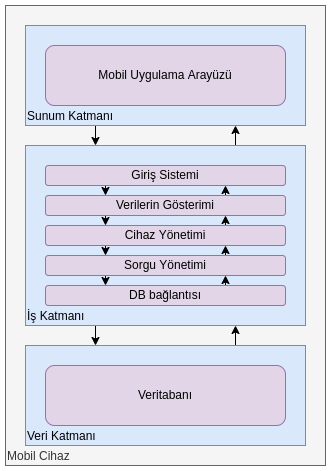 Mobil Uygulama Arayüzü
Sunum Katmanı
Giriş Sistemi
Verilerin Gösterimi
Cihaz Yönetimi
Sorgu Yönetimi
DB bağlantısı
İş Katmanı
Veritabanı
Veri Katmanı
Mobil Cihaz